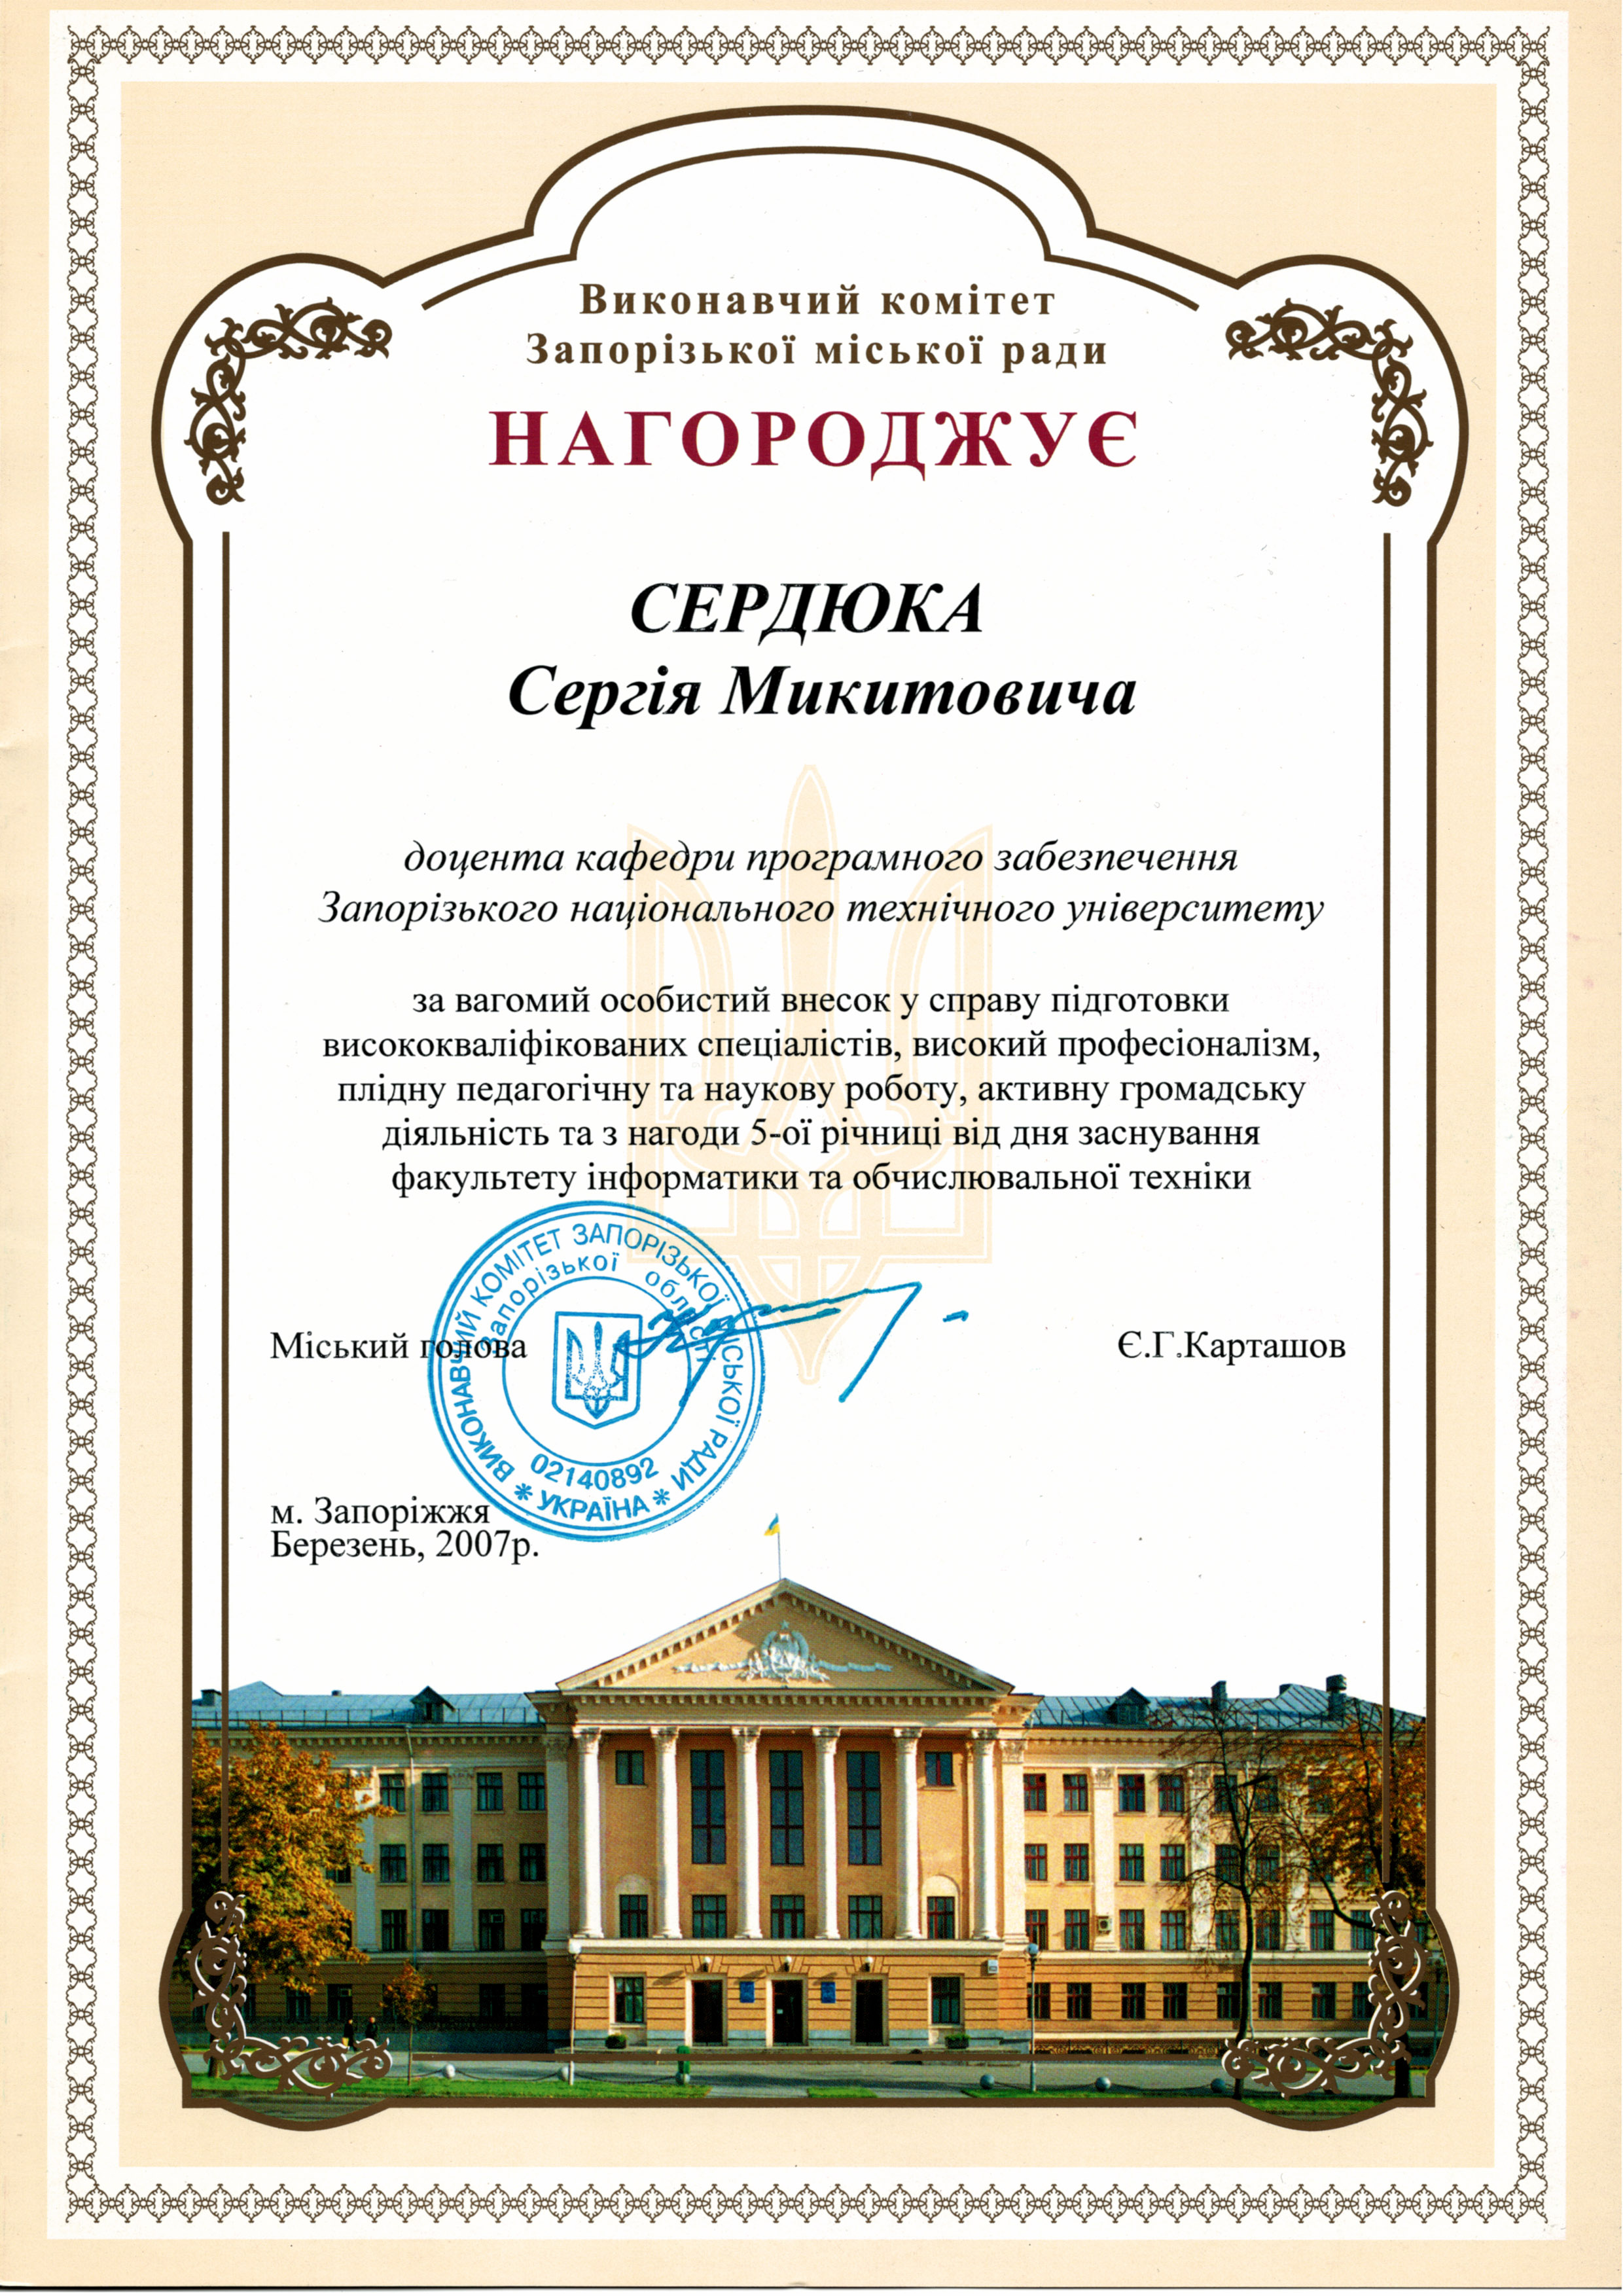 Виконавчий комітет
Запорізької міської ради
НАГОРОДЖУЄ
СЕРДЮКА
Сергія Микитовича
доцента кафедри програмного забезпечення
Запорізького національного технічного університету
за вагомий особистий внесок у справу підготовки
висококваліфікованих спеціалістів, високий професіоналізм,
плідну педагогічну та наукову роботу, активну громадську
діяльність та з нагоди 5-ої річниці від дня заснування
факультету інформатики та обчислювальної техніки
ВИКОНАВЧИЙ КОМІТЕТ ЗАПОРІЗЬКОЇ МІСЬКОЇ РАДИ
Запорізької області
02140892
* УКРАЇНА *
Міський голова Є.Г.Карташов
м. Запоріжжя
Березень, 2007р.